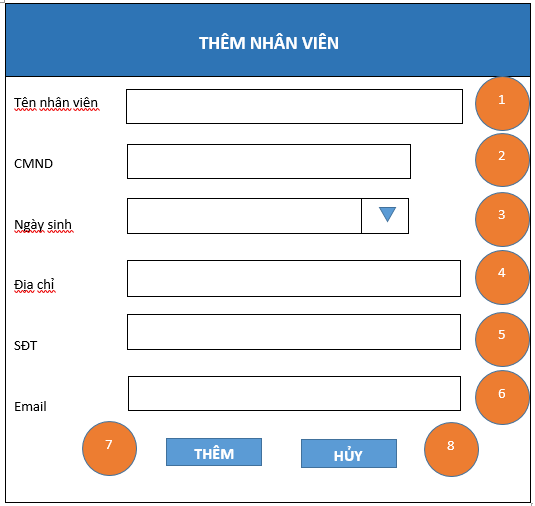 THÊM NHÂN VIÊN
Tên nhân viên
1
CMND
2
Ngày sinh
3
Địa chỉ
4
SĐT
5
Email
6
7
THÊM
HỦY
8